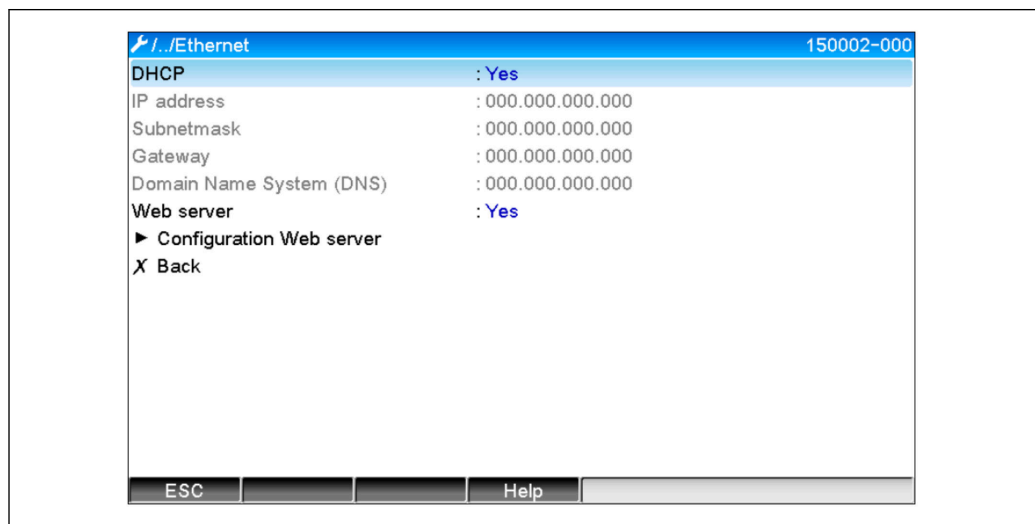 /../Ethernet 150002-000
DHCP : Yes
IP address : 000.000.000.000
Subnetmask : 000.000.000.000
Gateway : 000.000.000.000
Domain Name System (DNS) : 000.000.000.000
Web server : Yes
► Configuration Web server
X Back
ESC Help